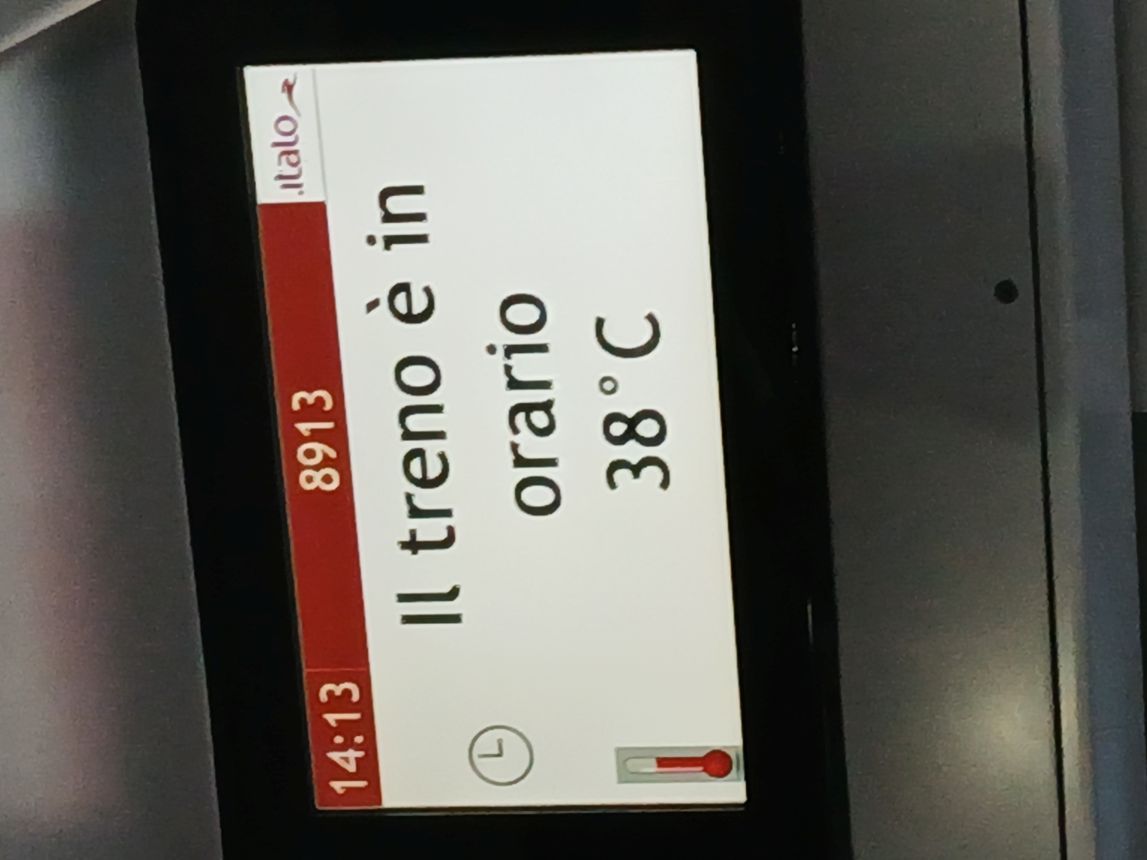 14:13 8913 .italo
Il treno è in
orario
38°C